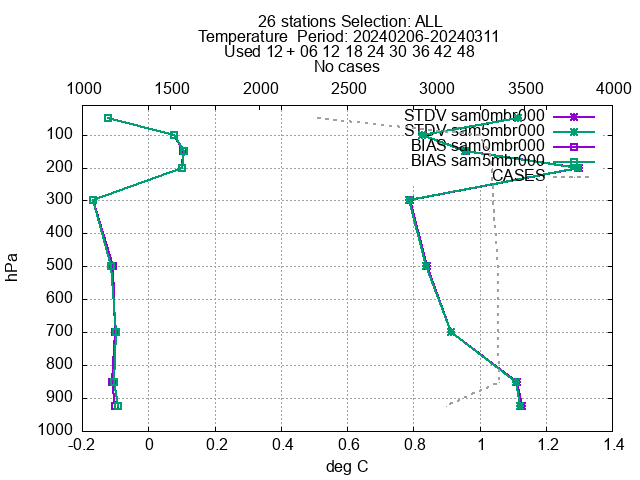 26 stations Selection: ALL
Temperature Period: 20240206-20240311
Used 12 + 06 12 18 24 30 36 42 48
No cases
1000 1500 2000 2500 3000 3500 4000
STDV sam0mbr000
STDV sam5mbr000
BIAS sam0mbr000
BIAS sam5mbr000
CASES
100
200
300
400
500
600
700
800
900
1000
hPa
-0.2 0 0.2 0.4 0.6 0.8 1 1.2 1.4
deg C